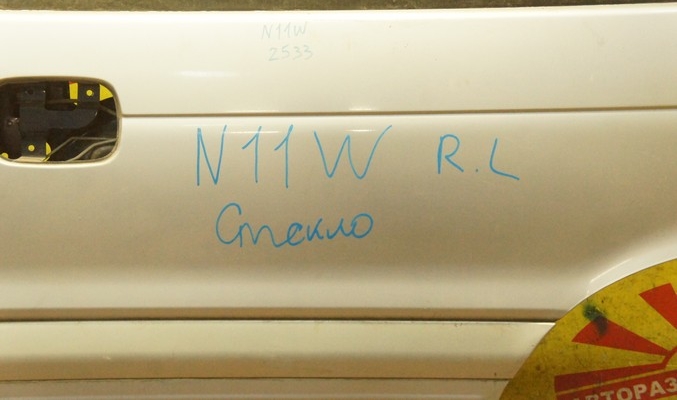 N11W
2533
N11W R.L
Стекло
АВТОРАЗ